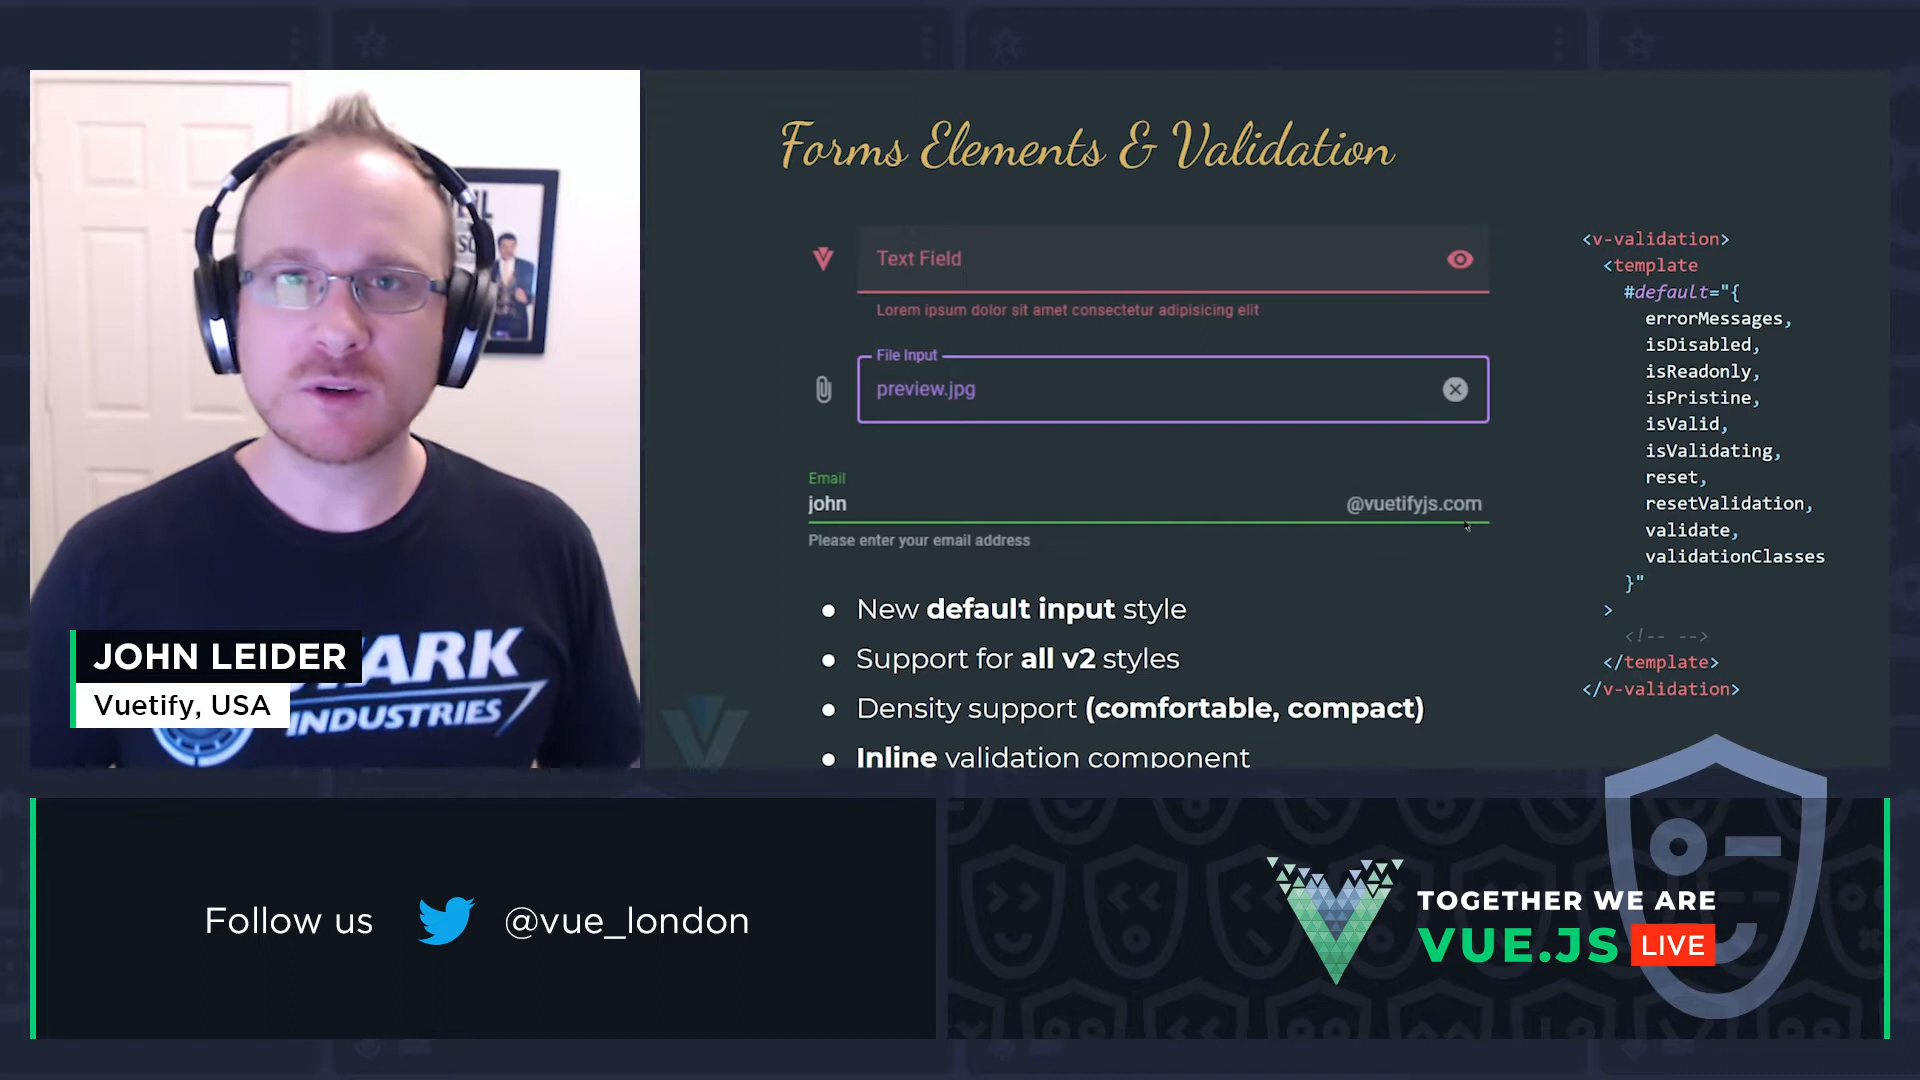 Forms Elements & Validation
Text Field
Lorem ipsum dolor sit amet consectetur adipisicing elit
File Input
preview.jpg
Email
john @vuetifyjs.com
Please enter your email address
● New default input style
● Support for all v2 styles
● Density support (comfortable, compact)
● Inline validation component
<v-validation>
<template
#default="{
errorMessages,
isDisabled,
isReadonly,
isPristine,
isValid,
isValidating,
reset,
resetValidation,
validate,
validationClasses
}"
>
<!-- -->
</template>
</v-validation>
ARK
INDUSTRIES
JOHN LEIDER
Vuetify, USA
Follow us @vue_london
TOGETHER WE ARE
VUE.JS LIVE